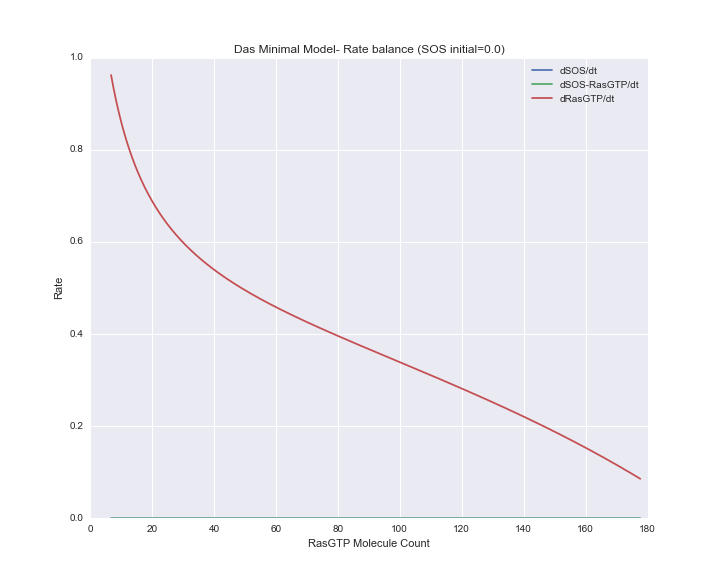 Das Minimal Model- Rate balance (SOS initial=0.0)
dSOS/dt
dSOS-RasGTP/dt
dRasGTP/dt
Rate
1.0
0.8
0.6
0.4
0.2
0.0
0 20 40 60 80 100 120 140 160 180
RasGTP Molecule Count